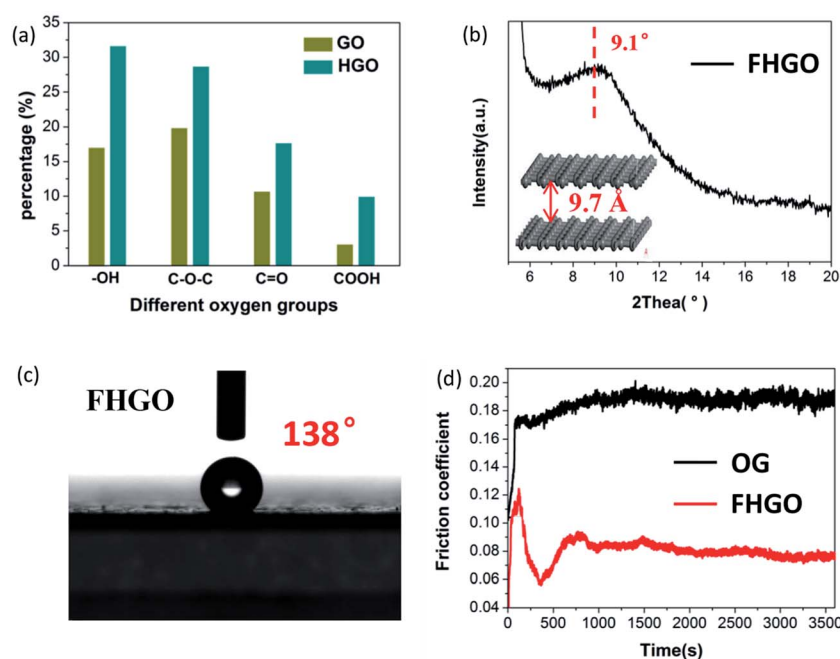 (a)
35
30
25
20
15
10
5
0
percentage (%)
GO
HGO
-OH C-O-C C=O COOH
Different oxygen groups
(b)
9.1°
FHGO
9.7 Å
Intensity(a.u.)
6 8 10 12 14 16 18 20
2Thea( ° )
(c)
FHGO
138°
(d)
0.20
0.18
0.16
0.14
0.12
0.10
0.08
0.06
0.04
Friction coefficient
OG
FHGO
0 500 1000 1500 2000 2500 3000 3500
Time(s)